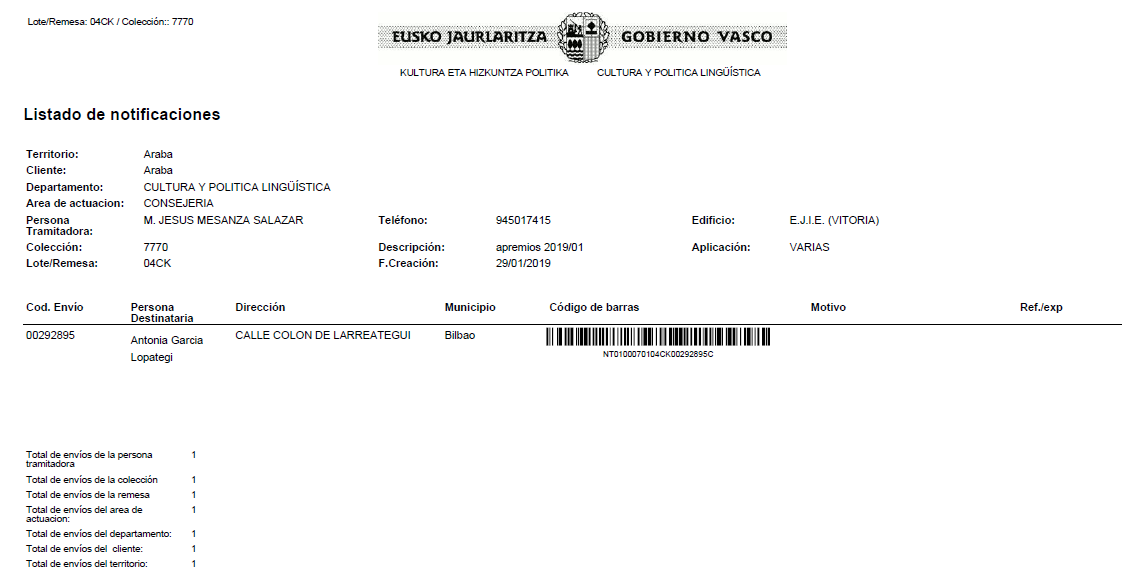 Lote/Remesa: 04CK / Colección:: 7770
EUSKO JAURLARITZA GOBIERNO VASCO
KULTURA ETA HIZKUNTZA POLITIKA CULTURA Y POLITICA LINGÜÍSTICA
Listado de notificaciones
Territorio: Araba
Cliente: Araba
Departamento: CULTURA Y POLITICA LINGÜÍSTICA
Area de actuacion: CONSEJERIA
Persona Tramitadora: M. JESUS MESANZA SALAZAR Teléfono: 945017415 Edificio: E.J.I.E. (VITORIA)
Colección: 7770 Descripción: apremios 2019/01 Aplicación: VARIAS
Lote/Remesa: 04CK F.Creación: 29/01/2019
Cod. Envío Persona Destinataria Dirección Municipio Código de barras Motivo Ref./exp
00292895 Antonia Garcia Lopategi CALLE COLON DE LARREATEGUI Bilbao
NT0100070104CK00292895C
Total de envíos de la persona tramitadora 1
Total de envíos de la colección 1
Total de envíos de la remesa 1
Total de envíos del area de actuacion: 1
Total de envíos del departamento: 1
Total de envíos del cliente: 1
Total de envíos del territorio: 1